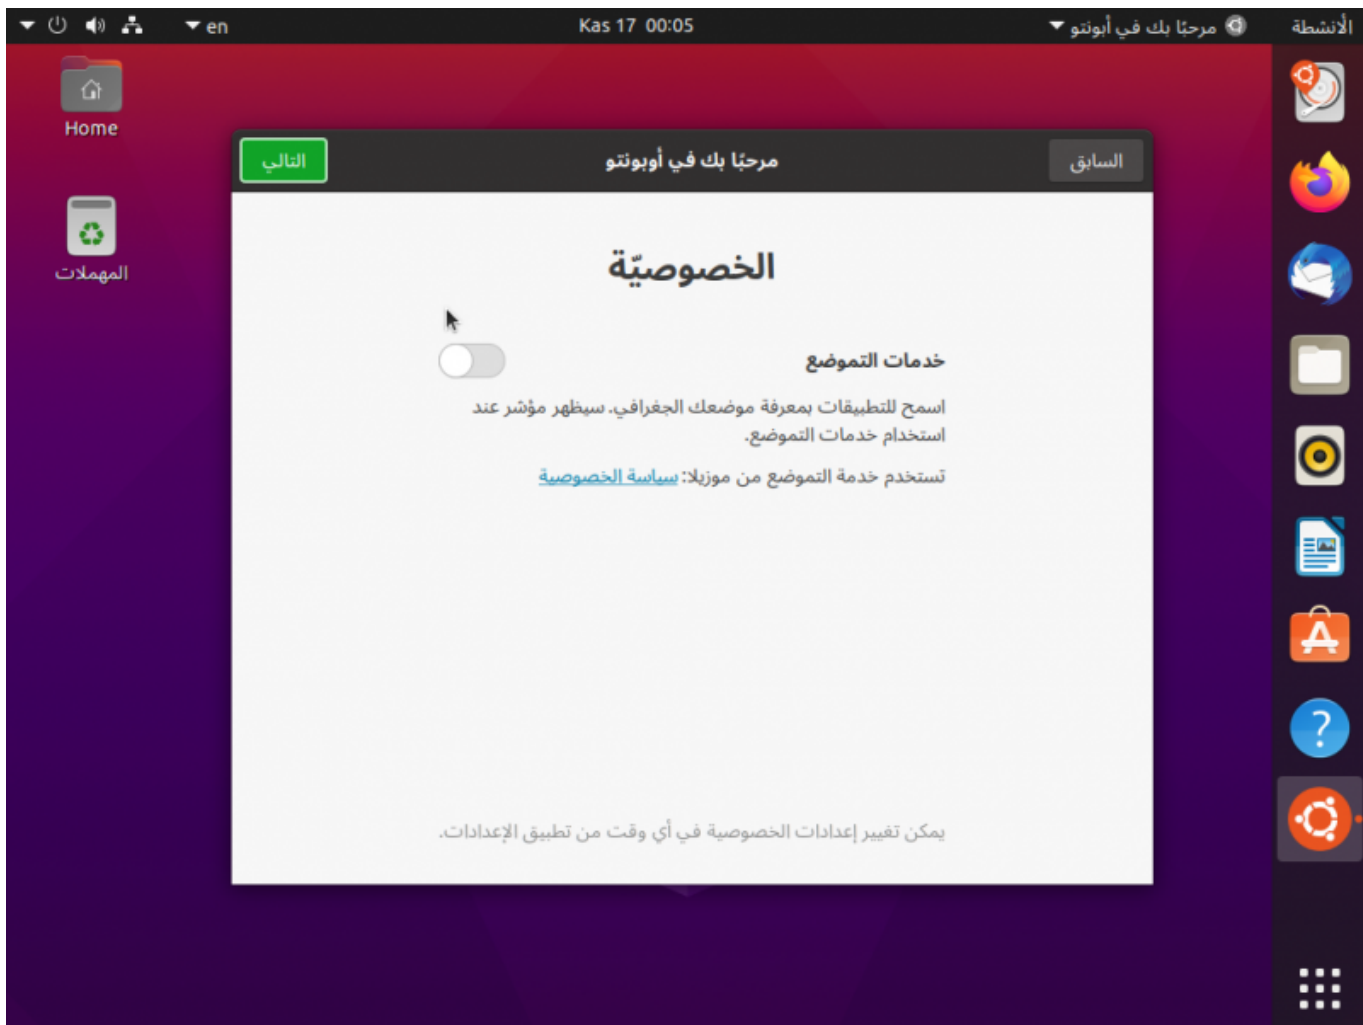 الأنشطة
مرحبًا بك في أبونتو
Kas 17 00:05
en
Home
المهملات
السابق
مرحبًا بك في أوبونتو
التالي
الخصوصيّة
خدمات التموضع
اسمح للتطبيقات بمعرفة موضعك الجغرافي. سيظهر مؤشر عند
استخدام خدمات التموضع.
تستخدم خدمة التموضع من موزيلا: سياسة الخصوصية
يمكن تغيير إعدادات الخصوصية في أي وقت من تطبيق الإعدادات.